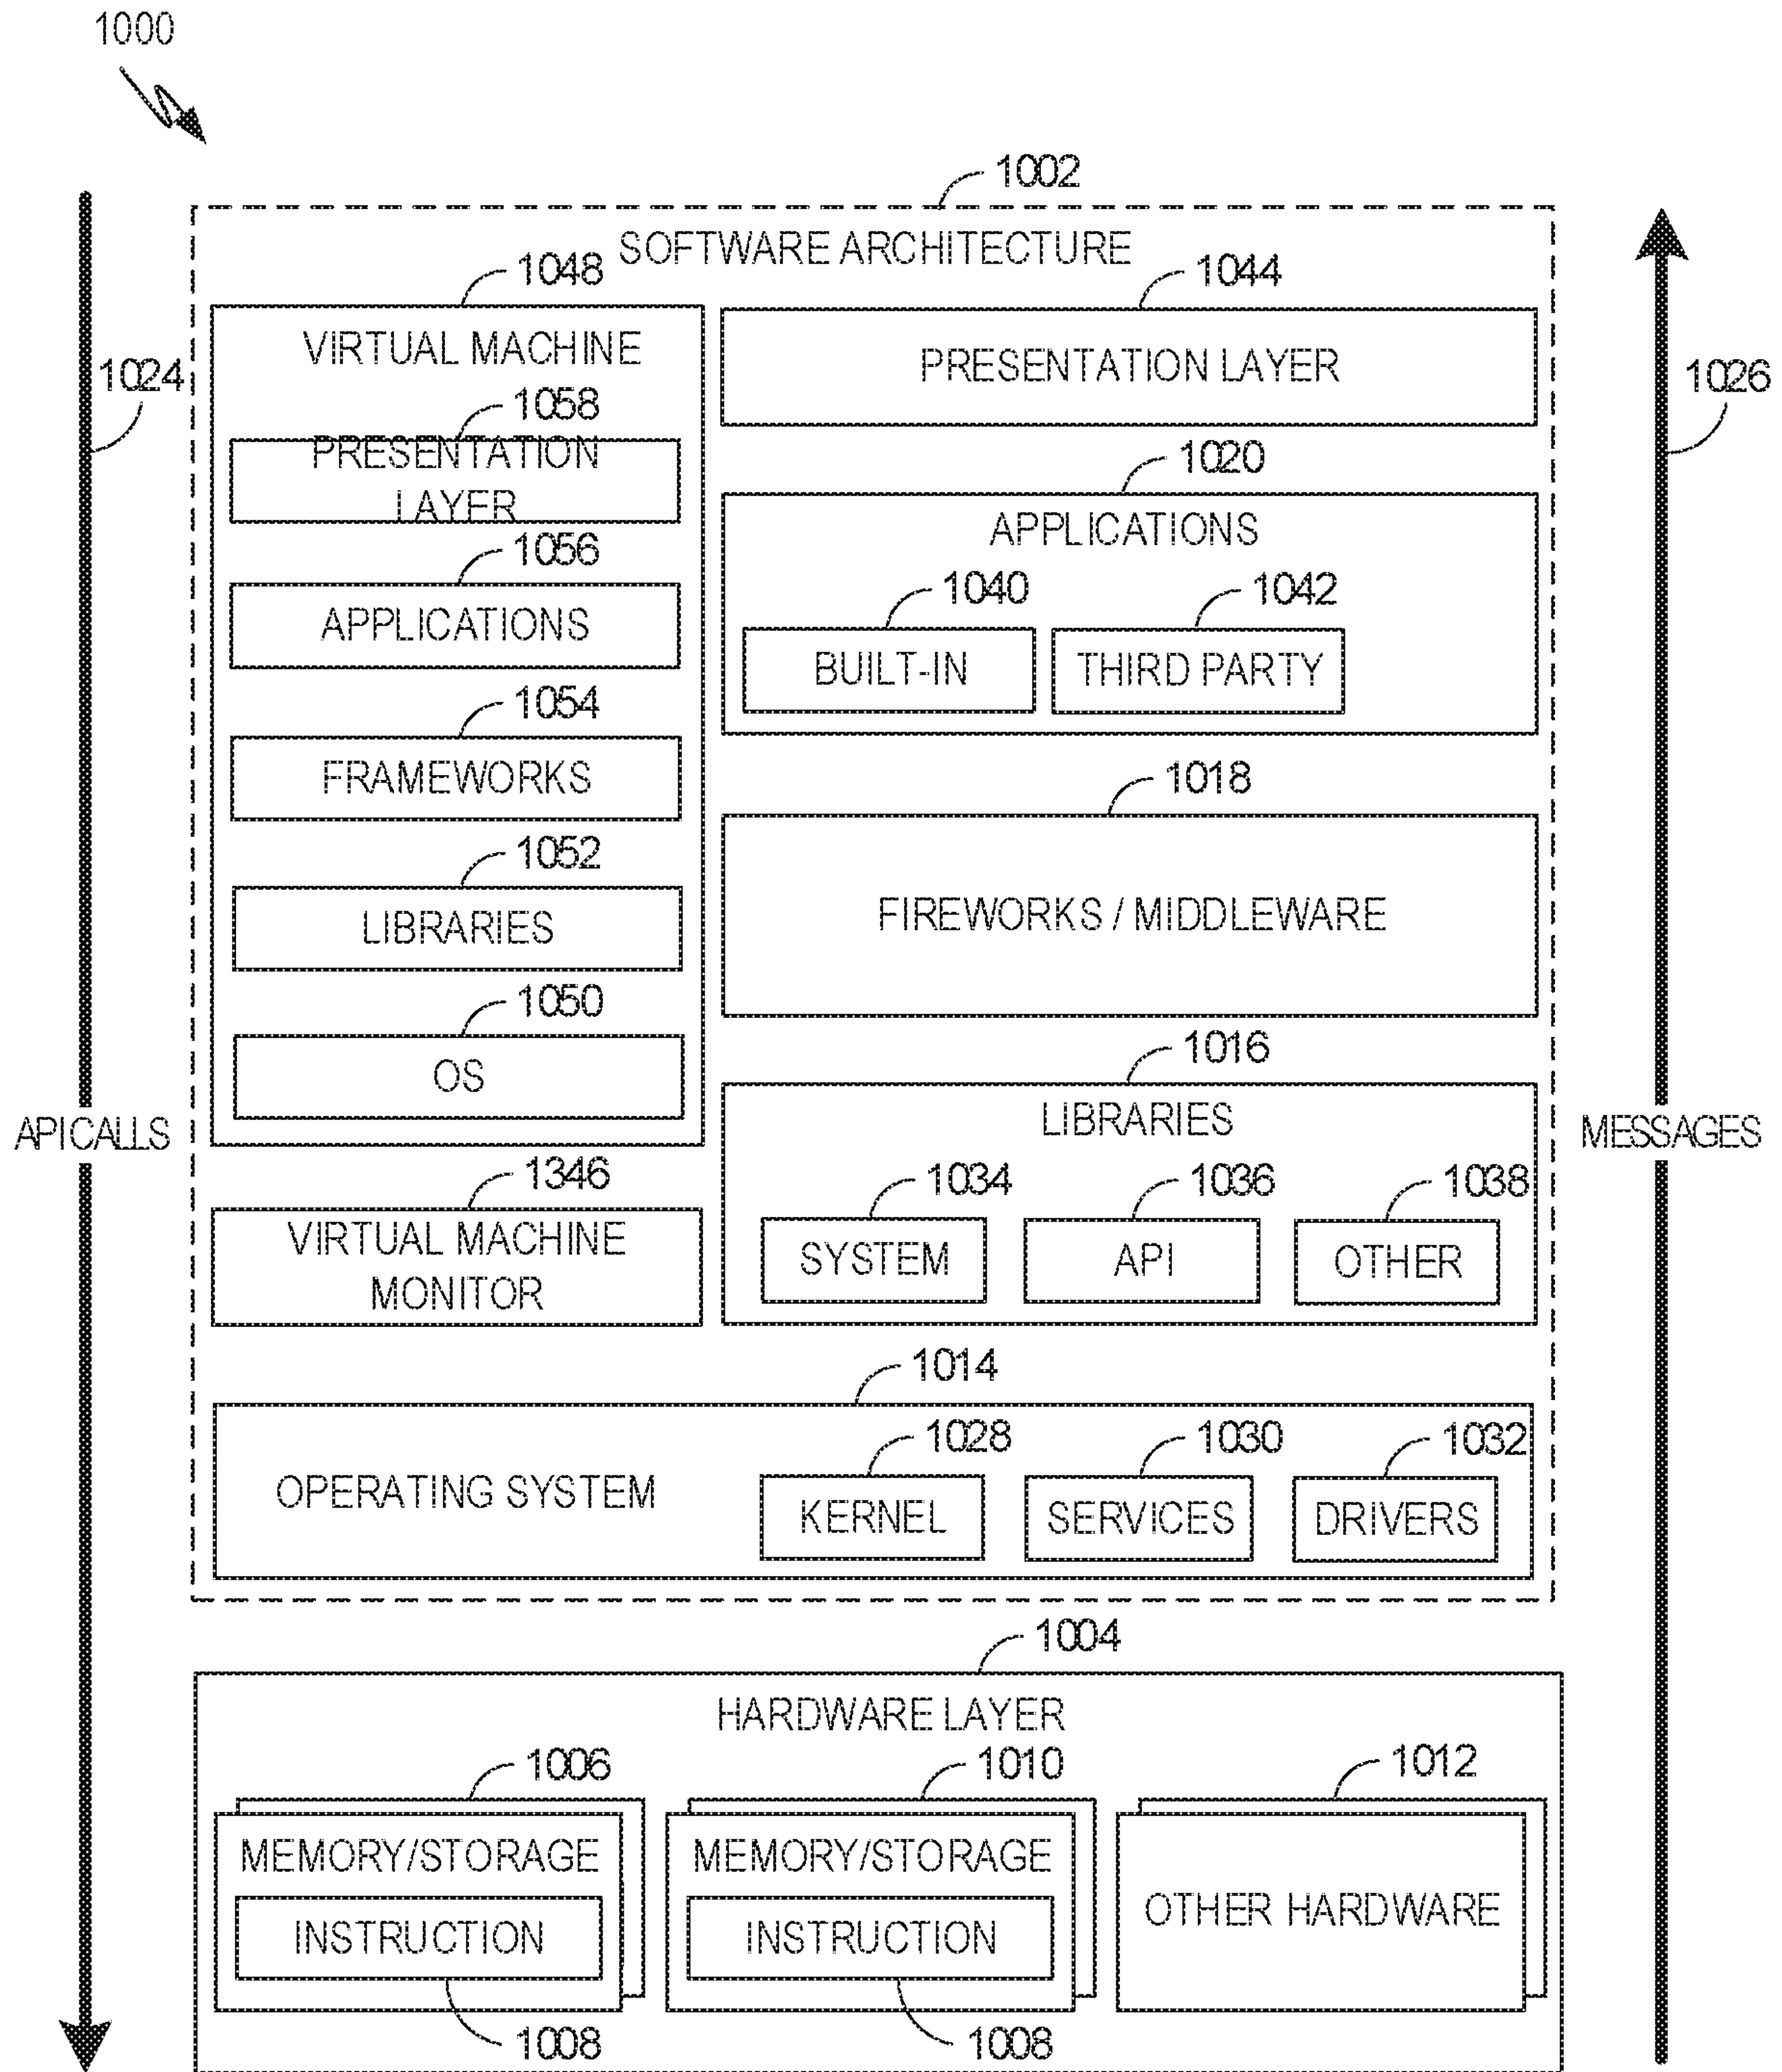 1000
1002
SOFTWARE ARCHITECTURE
1048
VIRTUAL MACHINE
1058
PRESENTATION
LAYER
1056
APPLICATIONS
1054
FRAMEWORKS
1052
LIBRARIES
1050
OS
1346
VIRTUAL MACHINE
MONITOR
1044
PRESENTATION LAYER
1020
APPLICATIONS
1040
BUILT-IN
1042
THIRD PARTY
1018
FIREWORKS / MIDDLEWARE
1016
LIBRARIES
1034
SYSTEM
1036
API
1038
OTHER
1014
OPERATING SYSTEM
1028
KERNEL
1030
SERVICES
1032
DRIVERS
1024
API CALLS
1026
MESSAGES
1004
HARDWARE LAYER
1006
MEMORY/STORAGE
INSTRUCTION
1008
1010
MEMORY/STORAGE
INSTRUCTION
1008
1012
OTHER HARDWARE